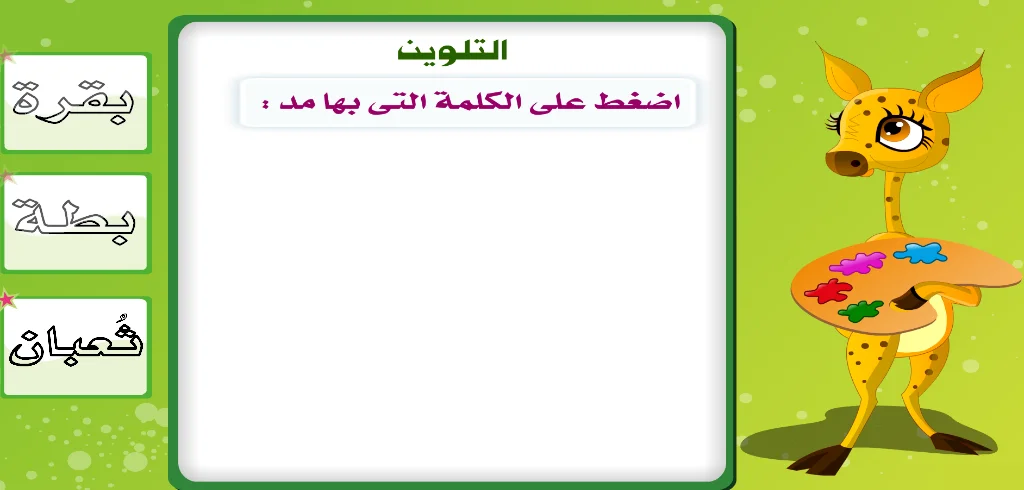 التلوين
اضغط على الكلمة التى بها مد :
بقرة
بطة
ثُعبان